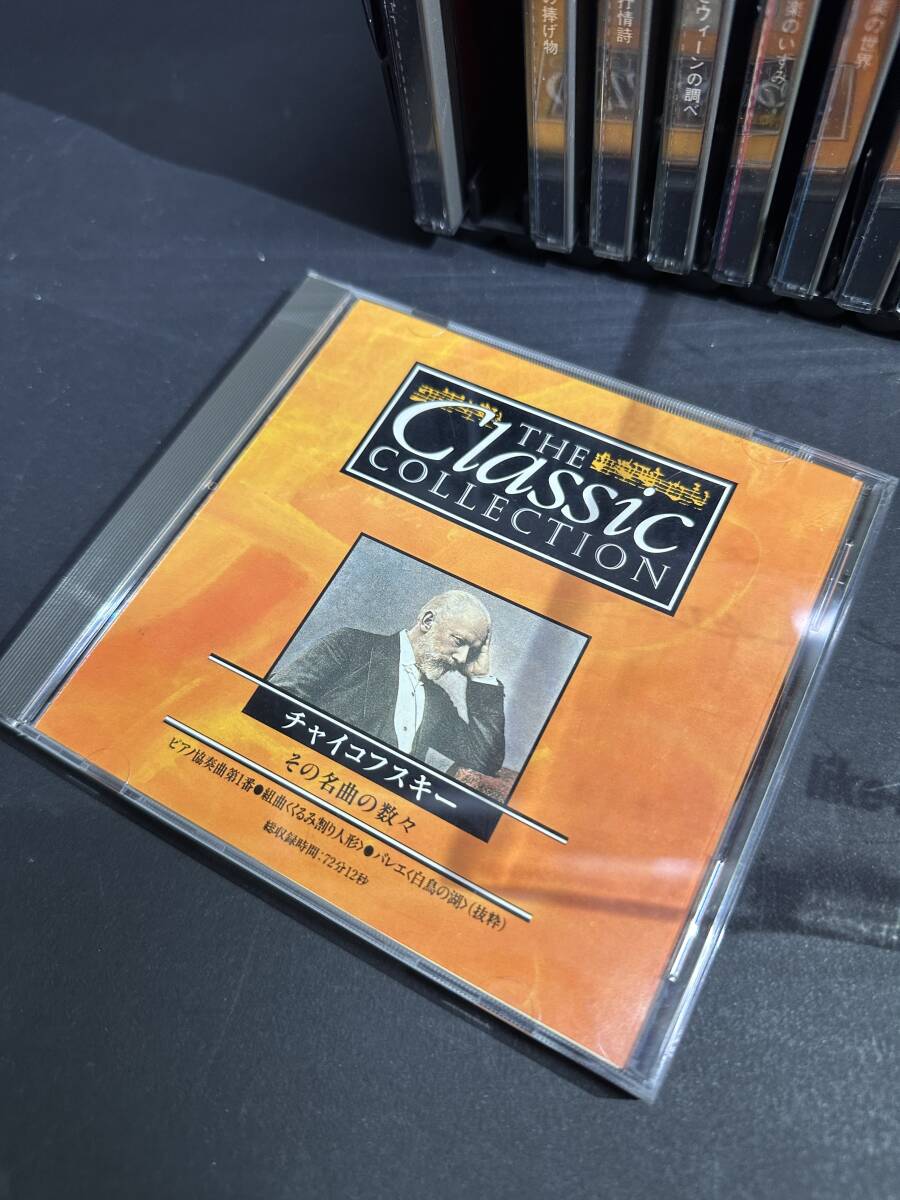 の捧げ物
情詩
ヴィーンの調べ
楽のいずみ
楽の世界
THE
Classic
COLLECTION
チャイコフスキー
その名曲の数々
ピアノ協奏曲第1番●組曲〈くるみ割り人形〉●バレエ〈白鳥の湖〉(抜粋)
総収録時間:72分12秒